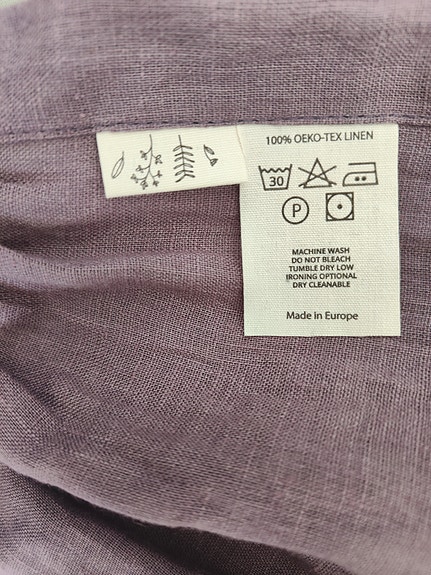 100% OEKO-TEX LINEN
30
P
MACHINE WASH
DO NOT BLEACH
TUMBLE DRY LOW
IRONING OPTIONAL
DRY CLEANABLE
Made in Europe